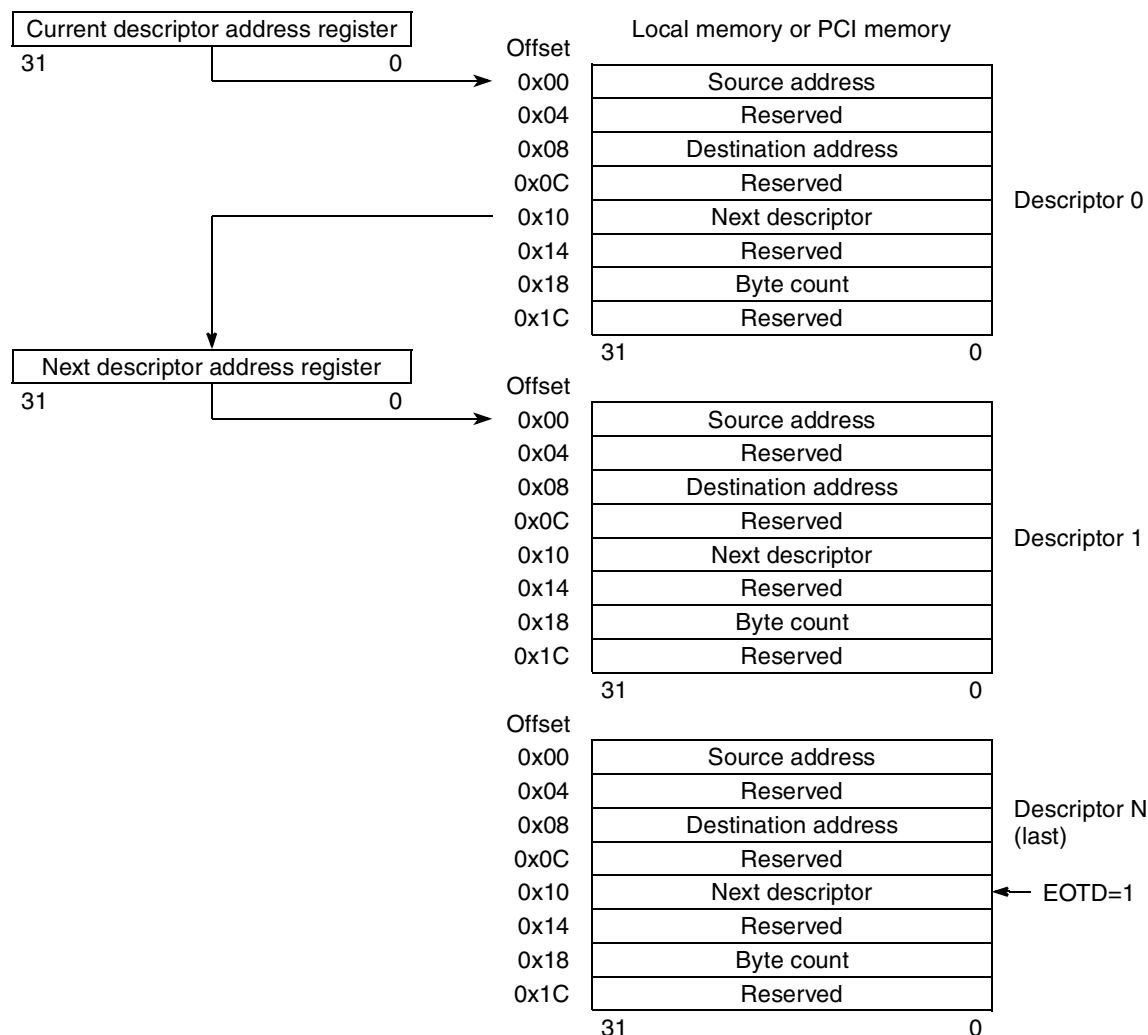 Current descriptor address register
31 0
Local memory or PCI memory
Offset
0x00 Source address
0x04 Reserved
0x08 Destination address
0x0C Reserved
0x10 Next descriptor
0x14 Reserved
0x18 Byte count
0x1C Reserved
31 0
Descriptor 0
Next descriptor address register
31 0
Offset
0x00 Source address
0x04 Reserved
0x08 Destination address
0x0C Reserved
0x10 Next descriptor
0x14 Reserved
0x18 Byte count
0x1C Reserved
31 0
Descriptor 1
Offset
0x00 Source address
0x04 Reserved
0x08 Destination address
0x0C Reserved
0x10 Next descriptor
0x14 Reserved
0x18 Byte count
0x1C Reserved
31 0
Descriptor N
(last)
EOTD=1